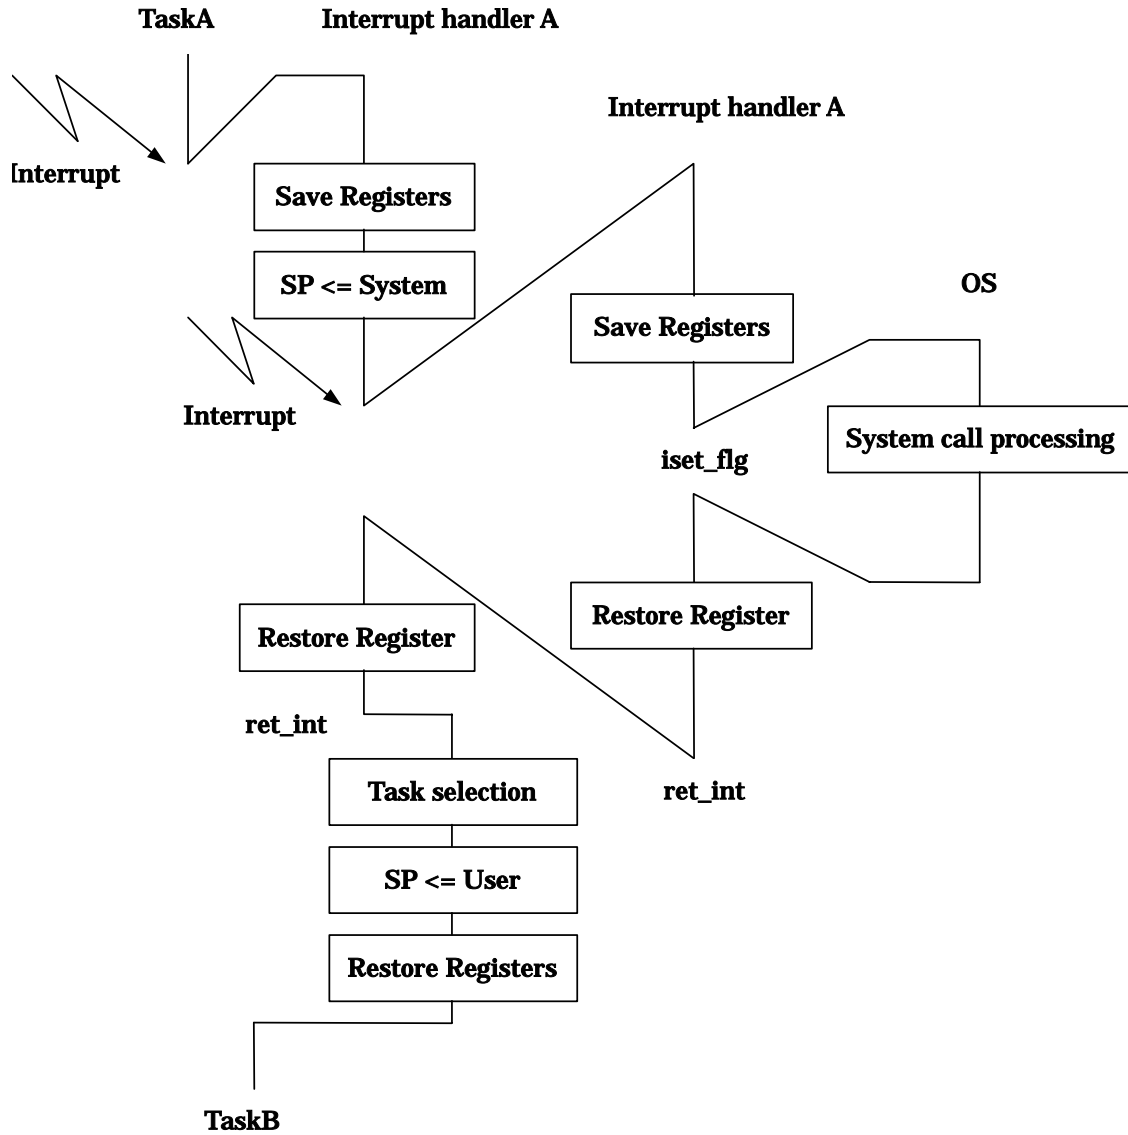 TaskA
Interrupt handler A
Interrupt handler A
Interrupt
Save Registers
SP <= System
OS
Save Registers
Interrupt
System call processing
iset_flg
Restore Register
Restore Register
ret_int
Task selection
ret_int
SP <= User
Restore Registers
TaskB